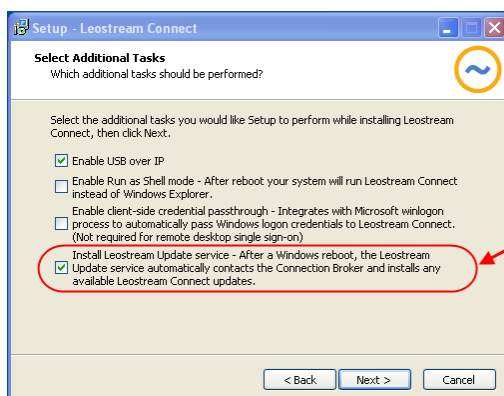 Setup - Leostream Connect
Select Additional Tasks
Which additional tasks should be performed?
Select the additional tasks you would like Setup to perform while installing Leostream
Connect, then click Next.
Enable USB over IP
Enable Run as Shell mode - After reboot your system will run Leostream Connect
instead of Windows Explorer.
Enable client-side credential passthrough - Integrates with Microsoft winlogon
process to automatically pass Windows logon credentials to Leostream Connect.
(Not required for remote desktop single sign-on)
Install Leostream Update service - After a Windows reboot, the Leostream
Update service automatically contacts the Connection Broker and installs any
available Leostream Connect updates.
< Back
Next >
Cancel